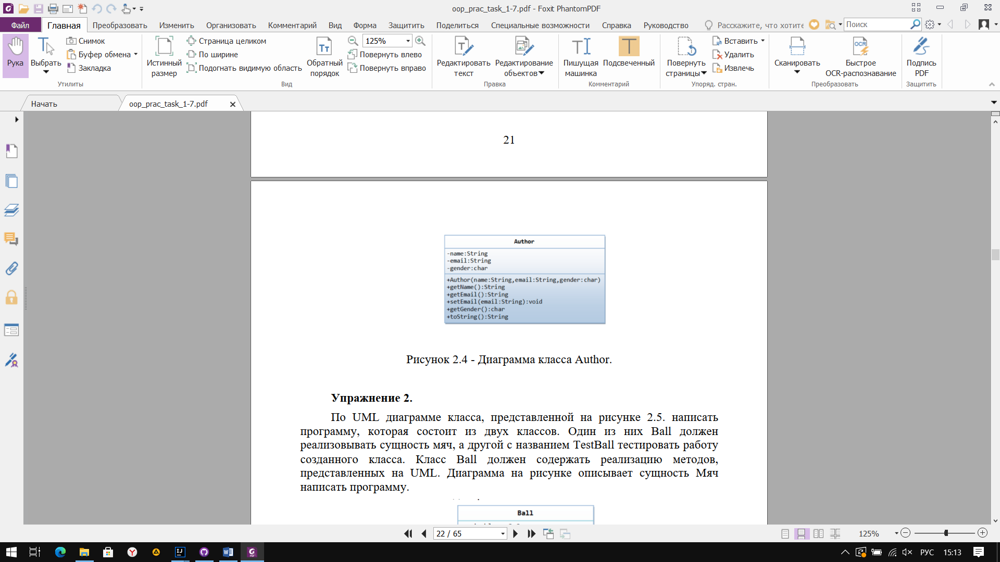 oop_prac_task_1-7.pdf - Foxit PhantomPDF
Файл
Главная
Преобразовать
Изменить
Организовать
Комментарий
Вид
Форма
Защитить
Поделиться
Специальные возможности
Справка
Руководство
Расскажите, что хотите
Поиск
Рука
Выбрать
Снимок
Буфер обмена
Закладка
Утилиты
Истинный
размер
Страница целиком
По ширине
Подогнать видимую область
Обратный
порядок
125%
Повернуть влево
Повернуть вправо
Вид
Редактировать
текст
Редактирование
объектов
Правка
Пишущая
машинка
Подсвеченный
Комментарий
Повернуть
страницы
Вставить
Удалить
Извлечь
Упоряд. стран.
Сканировать
OCR
Быстрое
OCR-распознавание
Преобразовать
Подпись
PDF
Защитить
Начать
oop_prac_task_1-7.pdf
21
Author
-name:String
-email:String
-gender:char
+Author(name:String,email:String,gender:char)
+getName():String
+getEmail():String
+setEmail(email:String):void
+getGender():char
+toString():String
Рисунок 2.4 - Диаграмма класса Author.
Упражнение 2.
По UML диаграмме класса, представленной на рисунке 2.5. написать
программу, которая состоит из двух классов. Один из них Ball должен
реализовывать сущность мяч, а другой с названием TestBall тестировать работу
созданного класса. Класс Ball должен содержать реализацию методов,
представленных на UML. Диаграмма на рисунке описывает сущность Мяч
написать программу.
Ball
22 / 65
125%
РУС
15:13